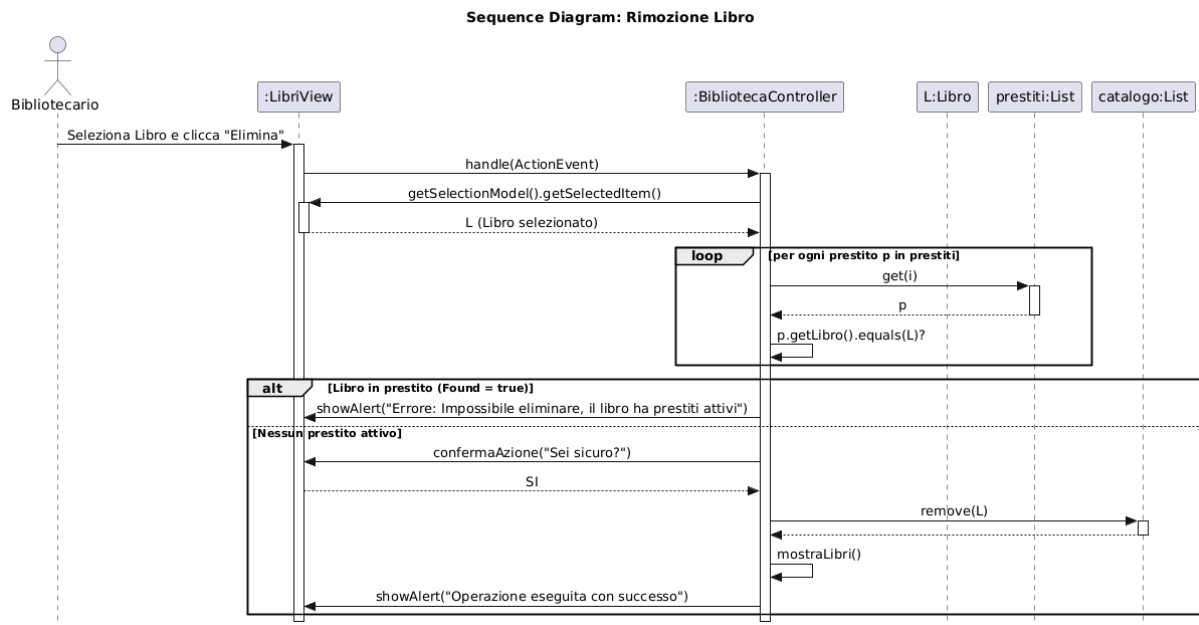 Sequence Diagram: Rimozione Libro
Bibliotecario
:LibriView
:BibliotecaController
L:Libro
prestiti:List
catalogo:List
Seleziona Libro e clicca "Elimina"
handle(ActionEvent)
getSelectionModel().getSelectedItem()
L (Libro selezionato)
loop
[per ogni prestito p in prestiti]
get(i)
p
p.getLibro().equals(L)?
alt
[Libro in prestito (Found = true)]
showAlert("Errore: Impossibile eliminare, il libro ha prestiti attivi")
[Nessun prestito attivo]
confermaAzione("Sei sicuro?")
SI
remove(L)
mostraLibri()
showAlert("Operazione eseguita con successo")